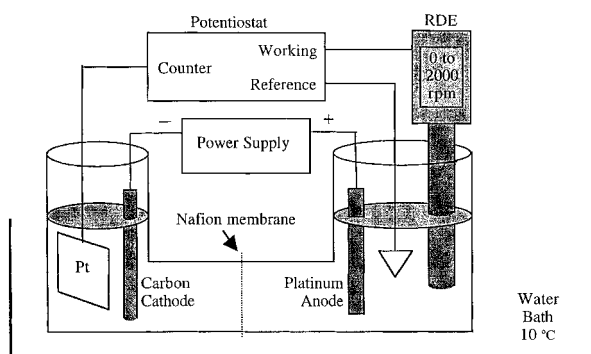 Potentiostat
RDE
Working
Counter
Reference
0 to
2000
rpm
−
+
Power Supply
Nafion membrane
Pt
Carbon
Cathode
Platinum
Anode
Water
Bath
10 °C